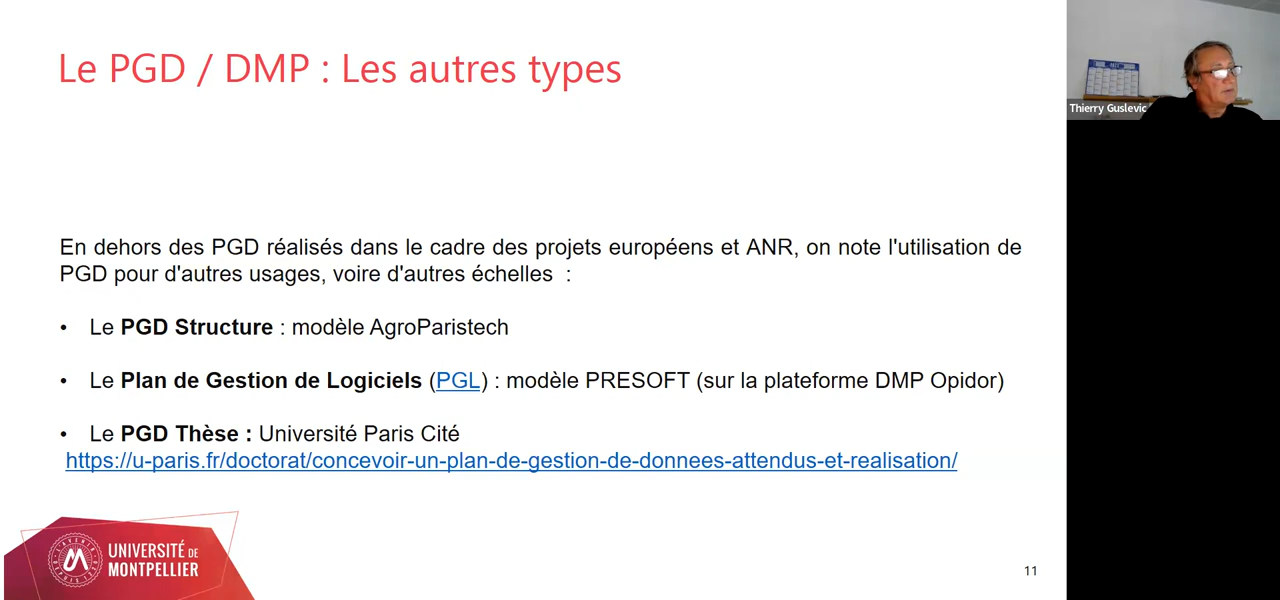 Le PGD / DMP : Les autres types
Thierry Guslevic
En dehors des PGD réalisés dans le cadre des projets européens et ANR, on note l'utilisation de
PGD pour d'autres usages, voire d'autres échelles :
• Le PGD Structure : modèle AgroParistech
• Le Plan de Gestion de Logiciels (PGL) : modèle PRESOFT (sur la plateforme DMP Opidor)
• Le PGD Thèse : Université Paris Cité
https://u-paris.fr/doctorat/concevoir-un-plan-de-gestion-de-donnees-attendus-et-realisation/
UNIVERSITÉ DE
MONTPELLIER
11